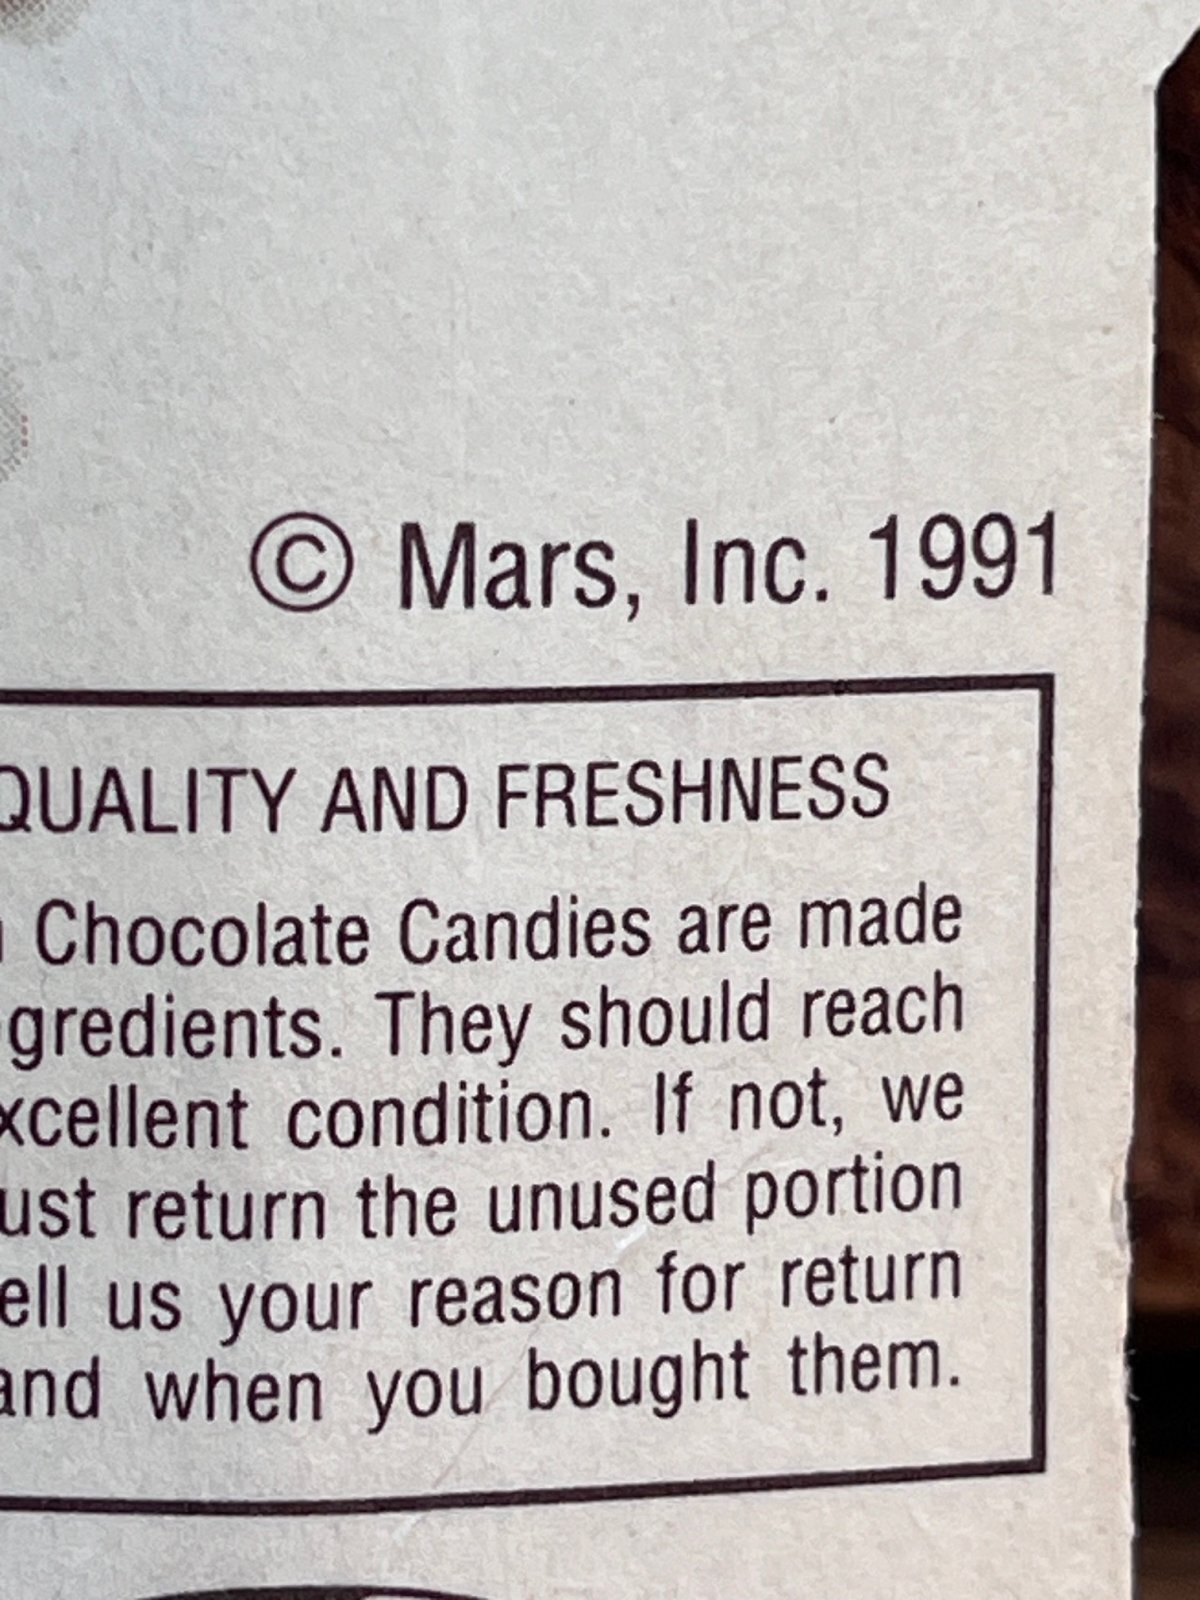 © Mars, Inc. 1991
QUALITY AND FRESHNESS
Chocolate Candies are made
gredients. They should reach
xcellent condition. If not, we
ust return the unused portion
ell us your reason for return
and when you bought them.